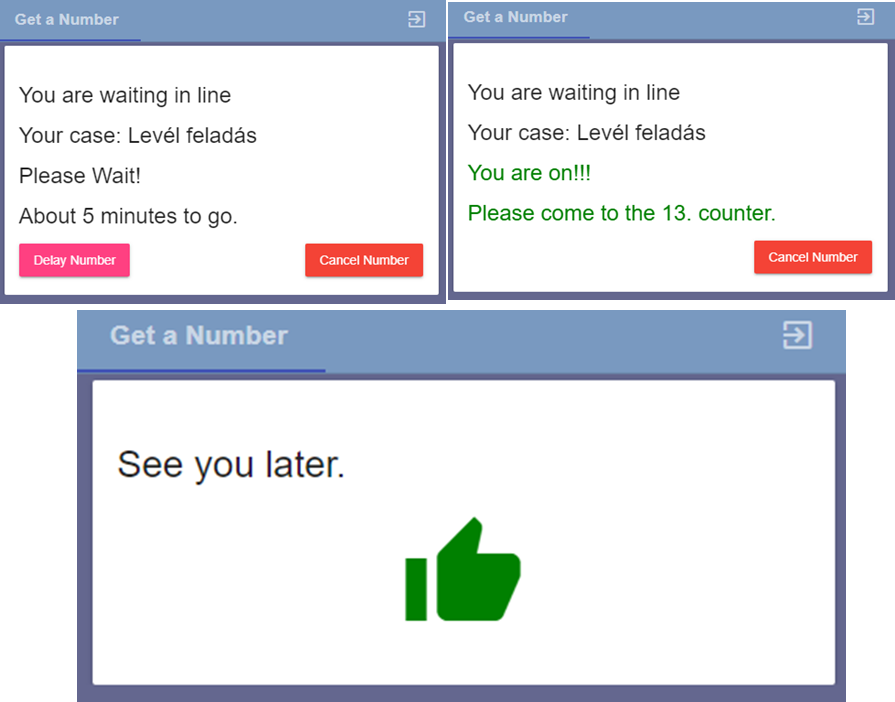 Get a Number
You are waiting in line
Your case: Levél feladás
Please Wait!
About 5 minutes to go.
Delay Number
Cancel Number
Get a Number
You are waiting in line
Your case: Levél feladás
You are on!!!
Please come to the 13. counter.
Cancel Number
Get a Number
See you later.